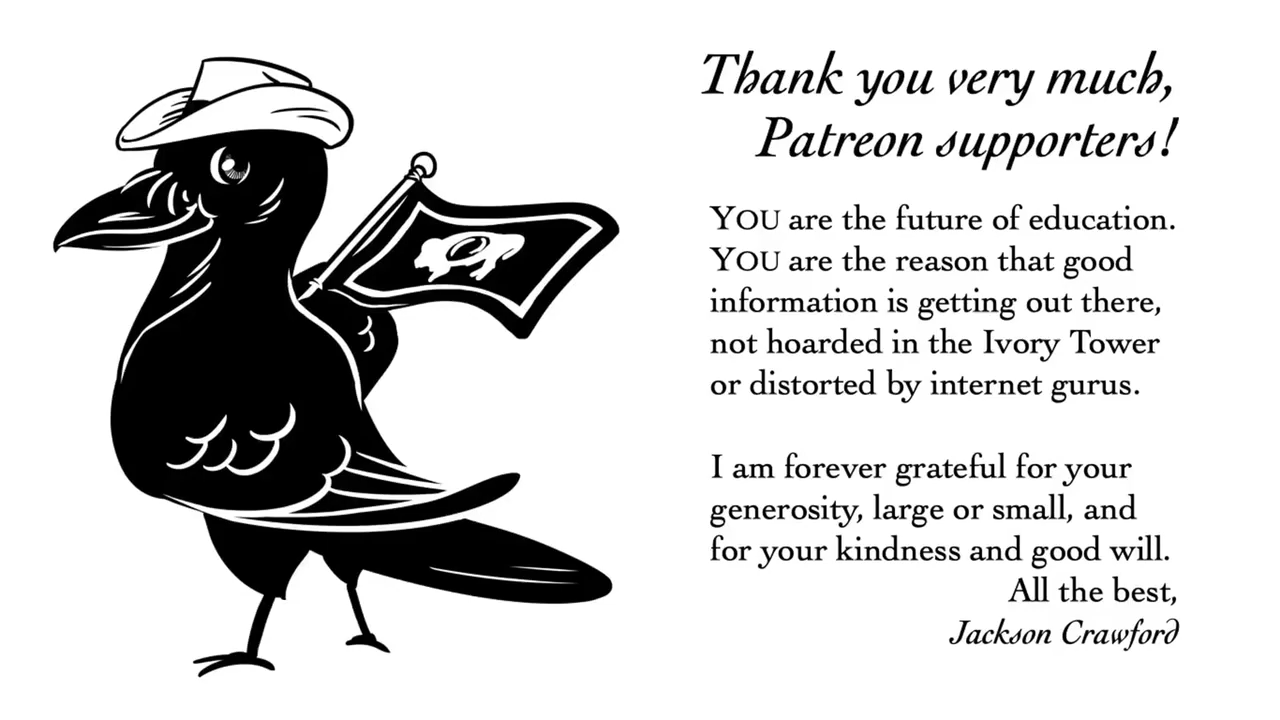 Thank you very much,
Patreon supporters!
YOU are the future of education.
YOU are the reason that good
information is getting out there,
not hoarded in the Ivory Tower
or distorted by internet gurus.
I am forever grateful for your
generosity, large or small, and
for your kindness and good will.
All the best,
Jackson Crawford